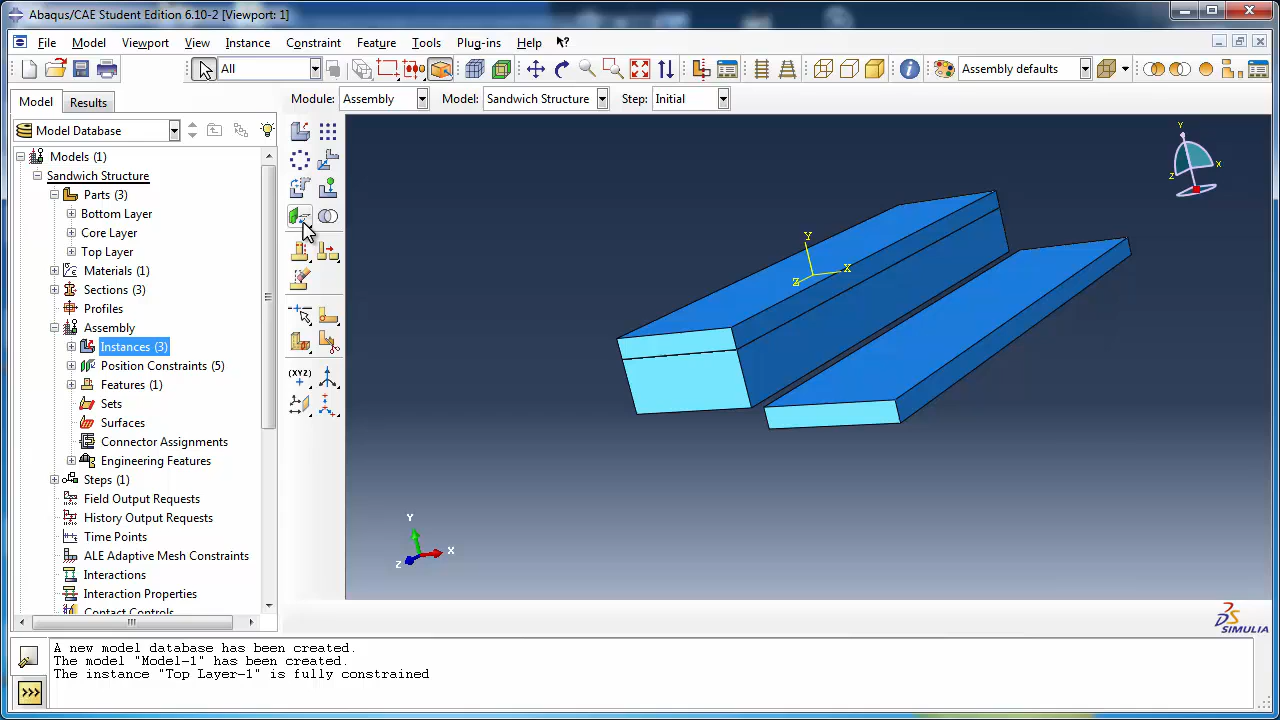 Abaqus/CAE Student Edition 6.10-2 [Viewport: 1]
File Model Viewport View Instance Constraint Feature Tools Plug-ins Help
All Assembly defaults
Model Results Module: Assembly Model: Sandwich Structure Step: Initial
Model Database
Models (1)
Sandwich Structure
Parts (3)
Bottom Layer
Core Layer
Top Layer
Materials (1)
Sections (3)
Profiles
Assembly
Instances (3)
Position Constraints (5)
Features (1)
Sets
Surfaces
Connector Assignments
Engineering Features
Steps (1)
Field Output Requests
History Output Requests
Time Points
ALE Adaptive Mesh Constraints
Interactions
Interaction Properties
Contact Controls
(XYZ)
Y
X
Z
Y
X
Z
Y
X
Z
SIMULIA
A new model database has been created.
The model "Model-1" has been created.
The instance "Top Layer-1" is fully constrained
>>>